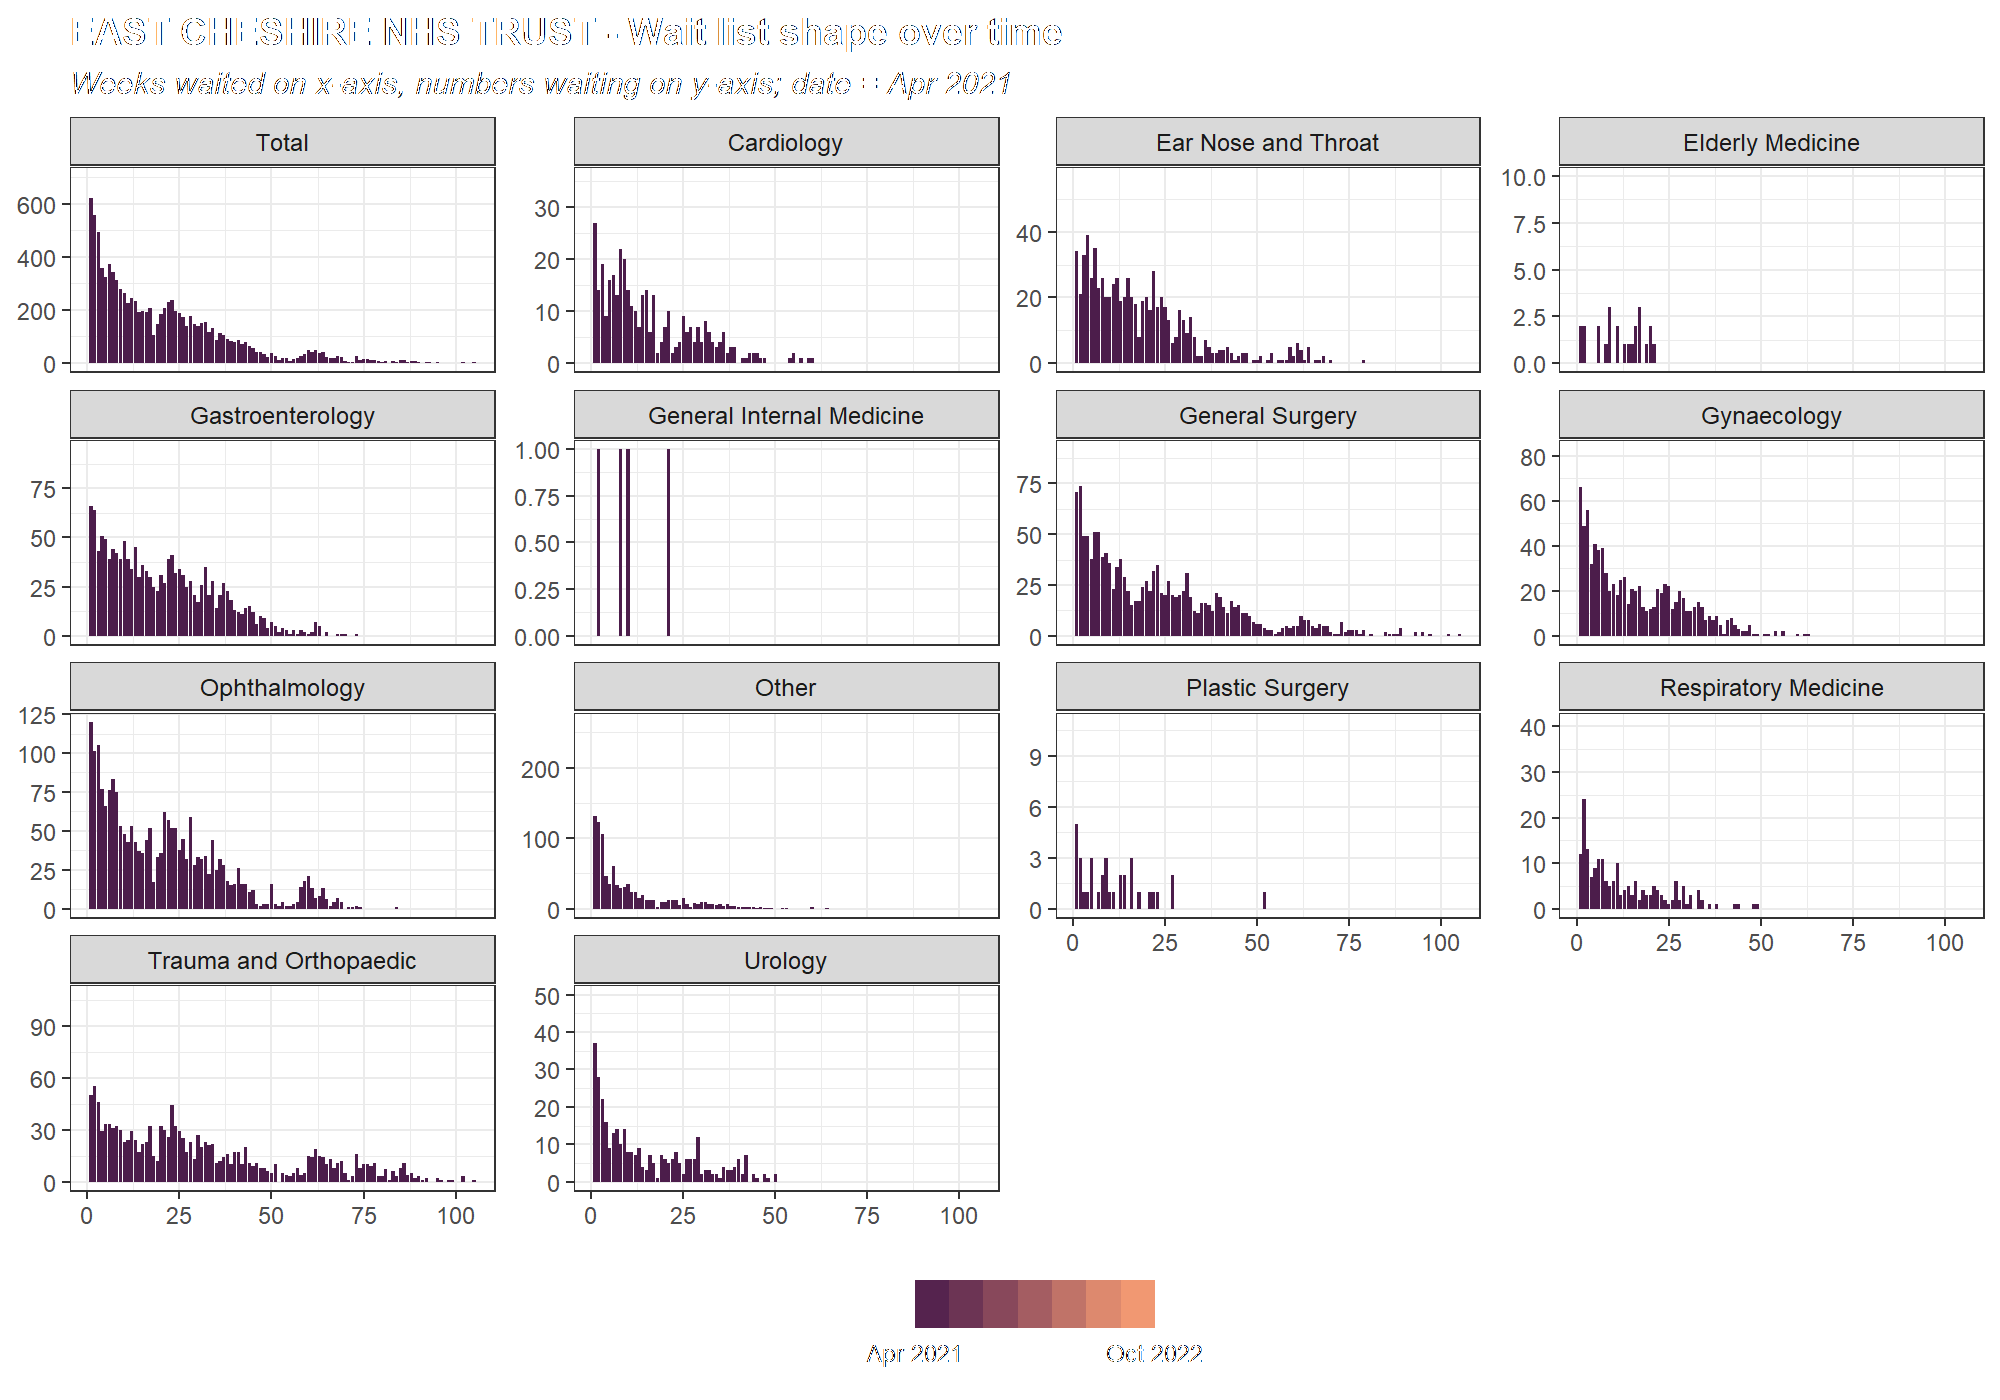 EAST CHESHIRE NHS TRUST - Wait list shape over time
Weeks waited on x-axis, numbers waiting on y-axis; date = Apr 2021
Total
Cardiology
Ear Nose and Throat
Elderly Medicine
600
400
200
0
30
20
10
0
40
20
0
10.0
7.5
5.0
2.5
0.0
Gastroenterology
General Internal Medicine
General Surgery
Gynaecology
75
50
25
0
1.00
0.75
0.50
0.25
0.00
75
50
25
0
80
60
40
20
0
Ophthalmology
Other
Plastic Surgery
Respiratory Medicine
125
100
75
50
25
0
200
100
0
9
6
3
0
40
30
20
10
0
0 25 50 75 100
0 25 50 75 100
Trauma and Orthopaedic
Urology
90
60
30
0
50
40
30
20
10
0
0 25 50 75 100
0 25 50 75 100
Apr 2021
Oct 2022